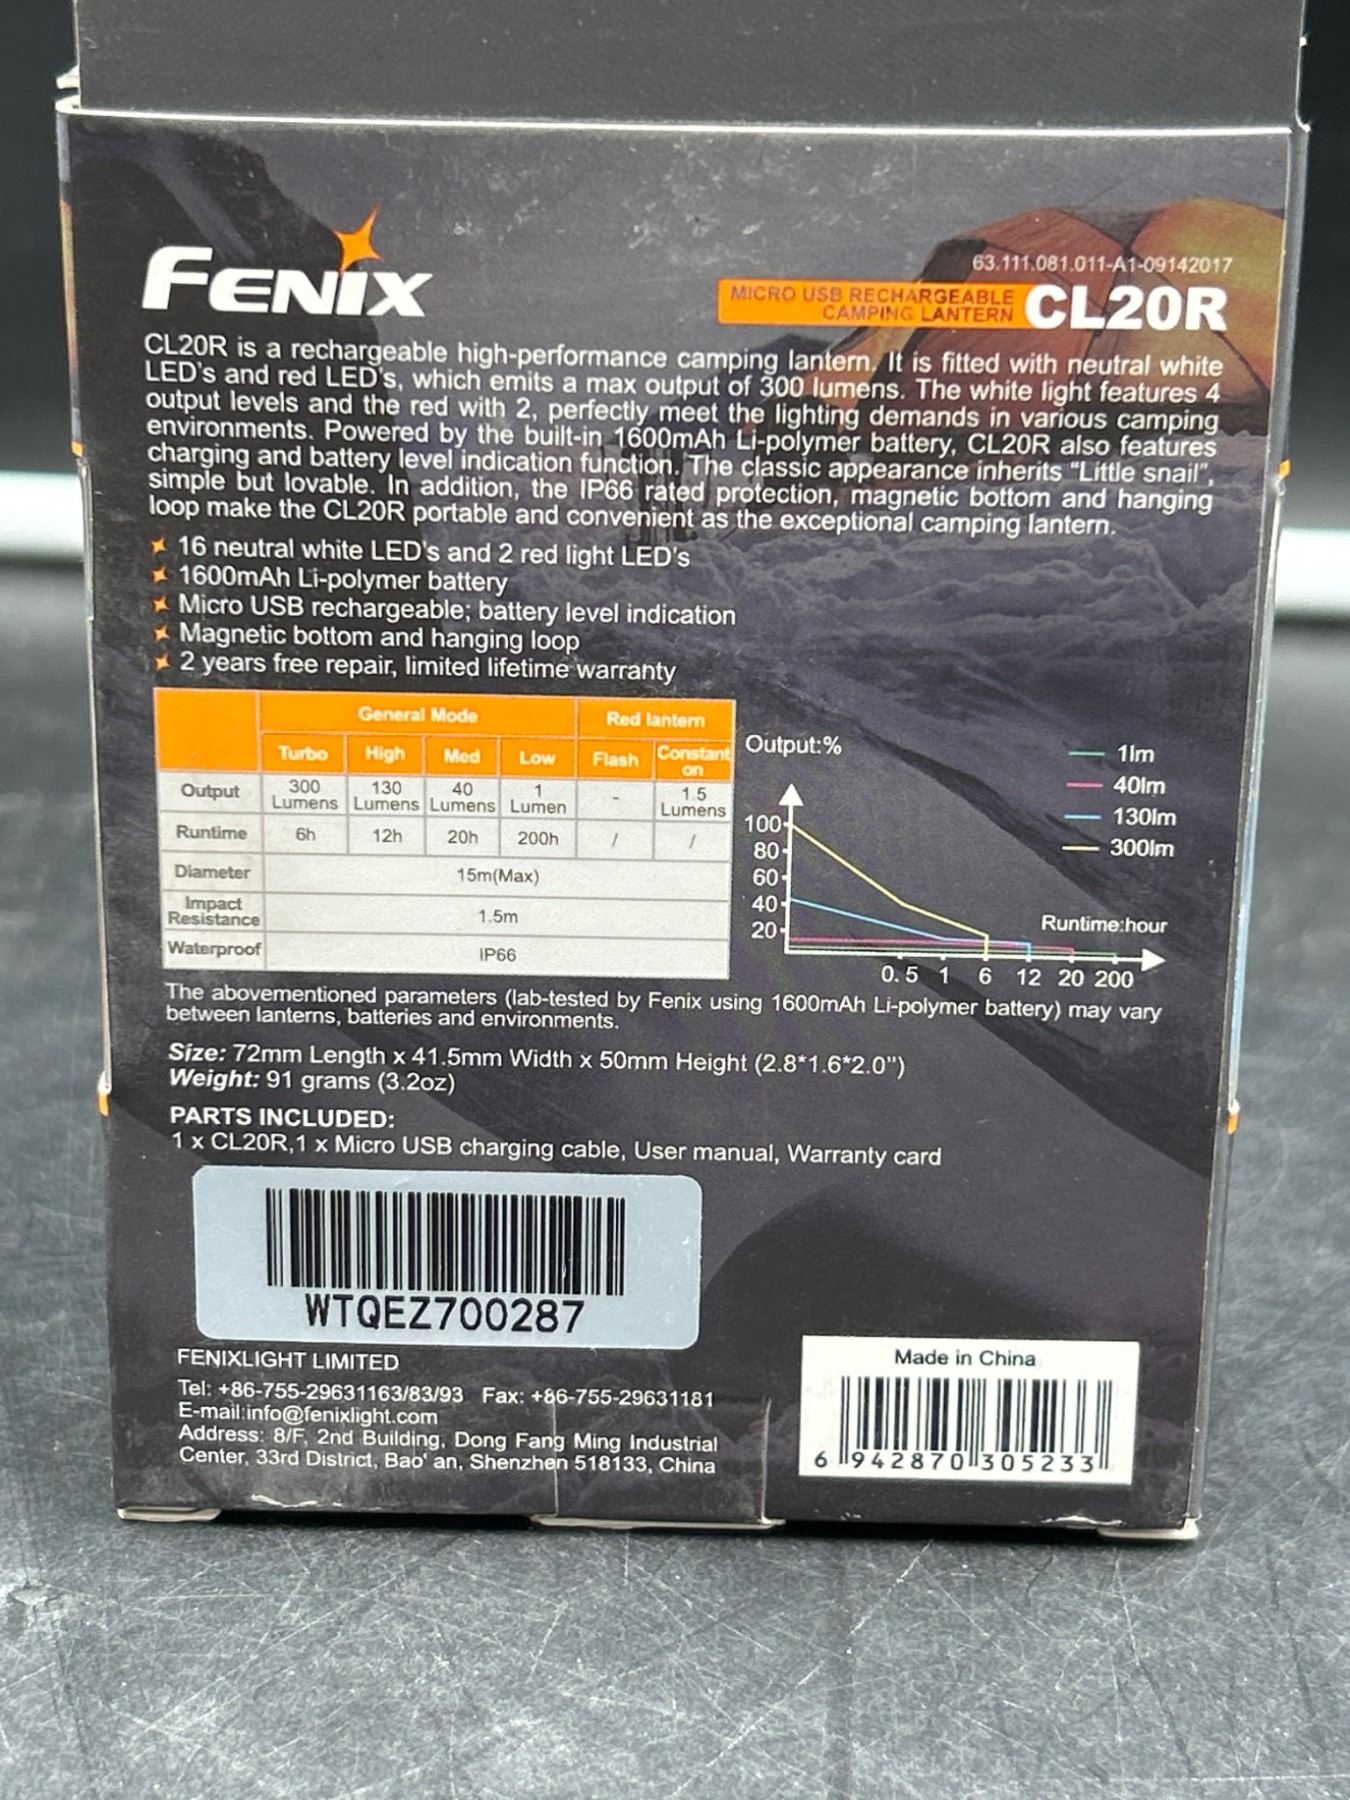 FENIX
63.111.081.011-A1-09142017
MICRO USB RECHARGEABLE
CAMPING LANTERN
CL20R
CL20R is a rechargeable high-performance camping lantern. It is fitted with neutral white
LED's and red LED's, which emits a max output of 300 lumens. The white light features 4
output levels and the red with 2, perfectly meet the lighting demands in various camping
environments. Powered by the built-in 1600mAh Li-polymer battery, CL20R also features
charging and battery level indication function. The classic appearance inherits “Little snail”,
simple but lovable. In addition, the IP66 rated protection, magnetic bottom and hanging
loop make the CL20R portable and convenient as the exceptional camping lantern.
16 neutral white LED's and 2 red light LED's
1600mAh Li-polymer battery
Micro USB rechargeable; battery level indication
Magnetic bottom and hanging loop
2 years free repair, limited lifetime warranty
General Mode Red lantern
Turbo High Med Low Flash Constant on
Output 300 Lumens 130 Lumens 40 Lumens 1 Lumen - 1.5 Lumens
Runtime 6h 12h 20h 200h / /
Diameter 15m(Max)
Impact Resistance 1.5m
Waterproof IP66
Output:%
1lm
40lm
130lm
300lm
100
80
60
40
20
Runtime:hour
0.5 1 6 12 20 200
The abovementioned parameters (lab-tested by Fenix using 1600mAh Li-polymer battery) may vary
between lanterns, batteries and environments.
Size: 72mm Length x 41.5mm Width x 50mm Height (2.8*1.6*2.0")
Weight: 91 grams (3.2oz)
PARTS INCLUDED:
1 x CL20R,1 x Micro USB charging cable, User manual, Warranty card
WTQEZ700287
FENIXLIGHT LIMITED
Tel: +86-755-29631163/83/93 Fax: +86-755-29631181
E-mail:info@fenixlight.com
Address: 8/F, 2nd Building, Dong Fang Ming Industrial
Center, 33rd District, Bao' an, Shenzhen 518133, China
Made in China
6 942870 305233